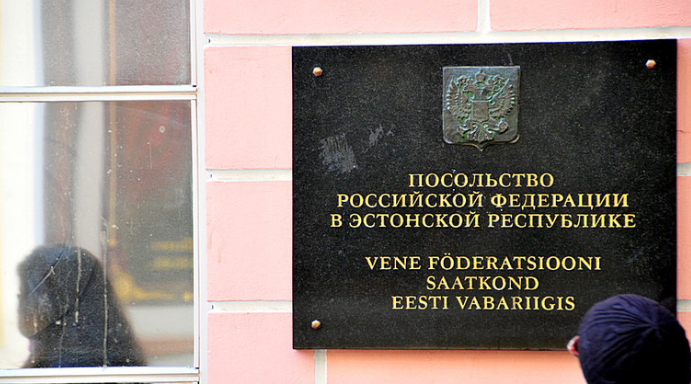 ПОСОЛЬСТВО
РОССИЙСКОЙ ФЕДЕРАЦИИ
В ЭСТОНСКОЙ РЕСПУБЛИКЕ
VENE FÖDERATSIOONI
SAATKOND
EESTI VABARIIGIS